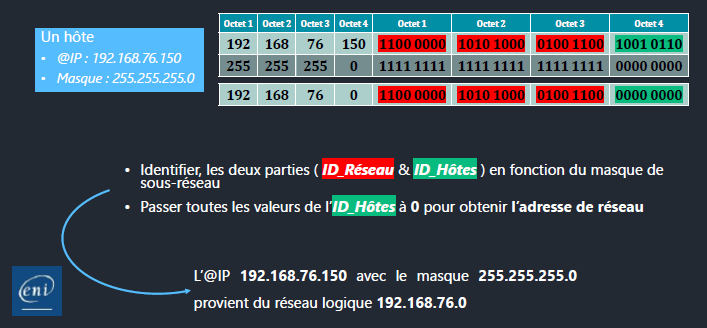 Un hôte
• @IP : 192.168.76.150
• Masque : 255.255.255.0
Octet 1 Octet 2 Octet 3 Octet 4 Octet 1 Octet 2 Octet 3 Octet 4
192 168 76 150 1100 0000 1010 1000 0100 1100 1001 0110
255 255 255 0 1111 1111 1111 1111 1111 1111 0000 0000
192 168 76 0 1100 0000 1010 1000 0100 1100 0000 0000
• Identifier, les deux parties ( ID_Réseau & ID_Hôtes ) en fonction du masque de
sous-réseau
• Passer toutes les valeurs de l’ID_Hôtes à 0 pour obtenir l’adresse de réseau
L’@IP 192.168.76.150 avec le masque 255.255.255.0
provient du réseau logique 192.168.76.0
eni